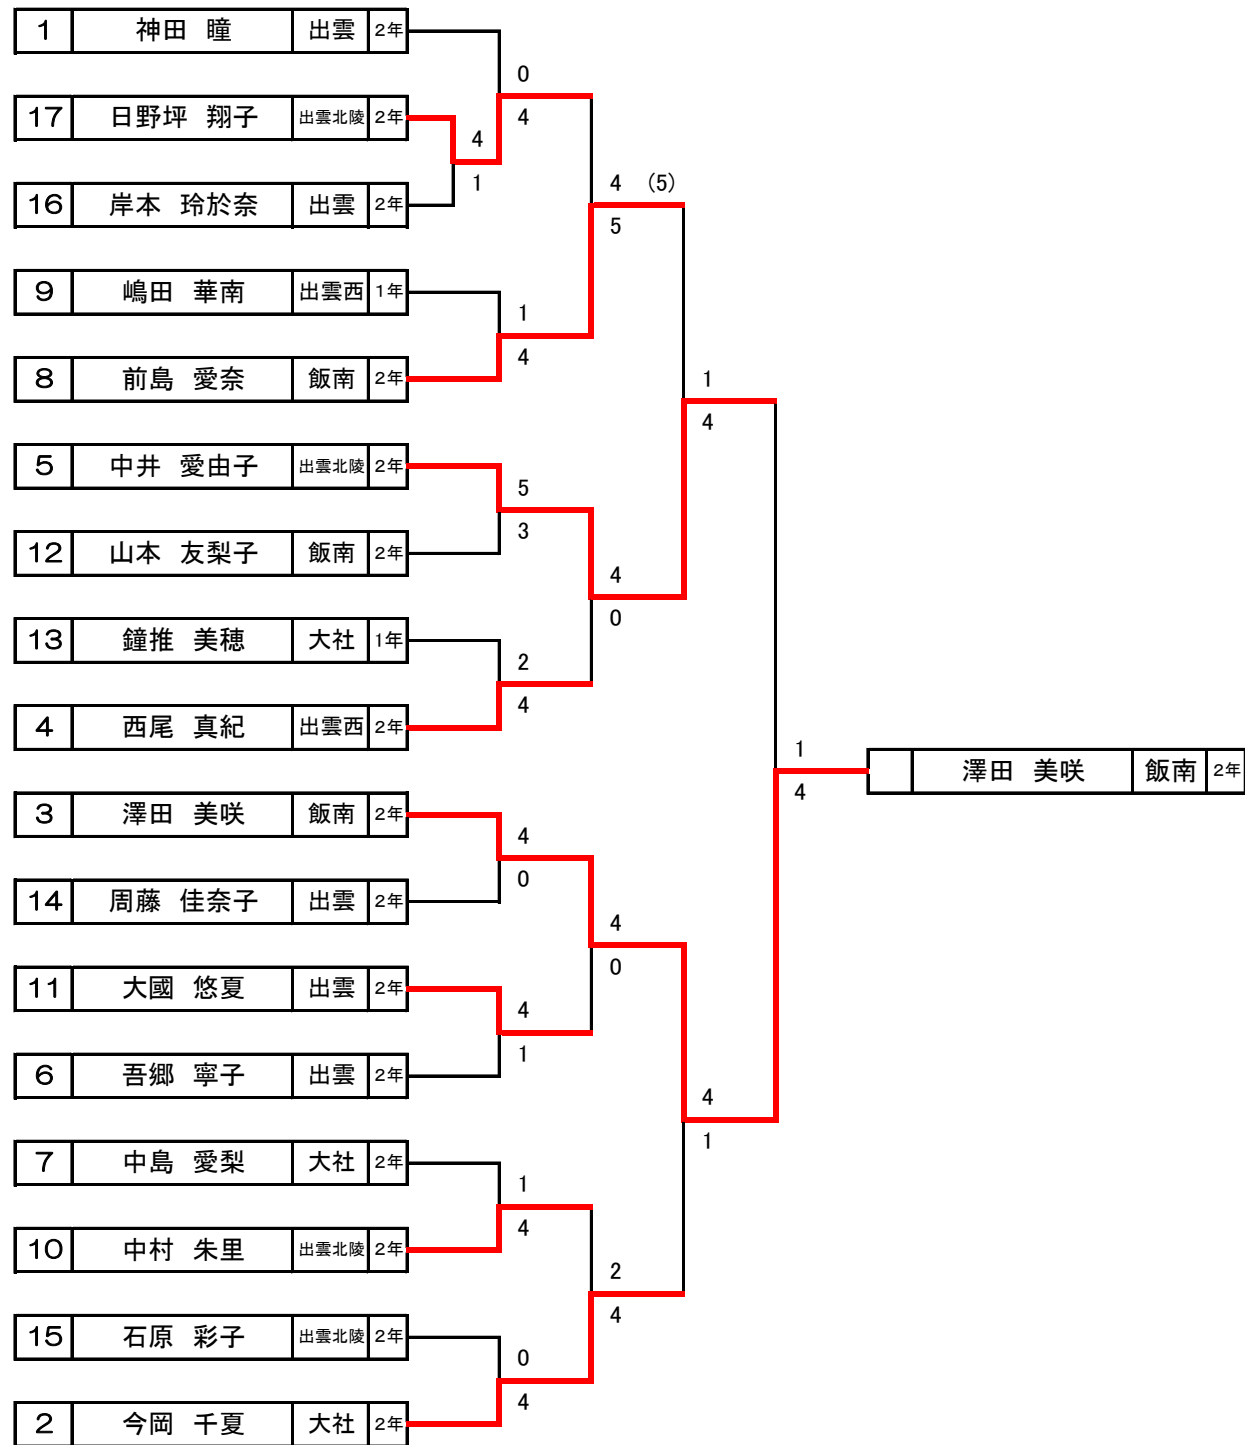 1 神田 瞳 出雲 2年
0
17 日野坪 翔子 出雲北陵 2年
4
4
1
16 岸本 玲於奈 出雲 2年
4 (5)
5
9 嶋田 華南 出雲西 1年
1
4
8 前島 愛奈 飯南 2年
1
4
5 中井 愛由子 出雲北陵 2年
5
3
12 山本 友梨子 飯南 2年
4
0
13 鐘推 美穂 大社 1年
2
4
4 西尾 真紀 出雲西 2年
1
4
澤田 美咲 飯南 2年
3 澤田 美咲 飯南 2年
4
0
14 周藤 佳奈子 出雲 2年
4
0
11 大國 悠夏 出雲 2年
4
1
6 吾郷 寧子 出雲 2年
4
1
7 中島 愛梨 大社 2年
1
4
10 中村 朱里 出雲北陵 2年
2
4
15 石原 彩子 出雲北陵 2年
0
4
2 今岡 千夏 大社 2年